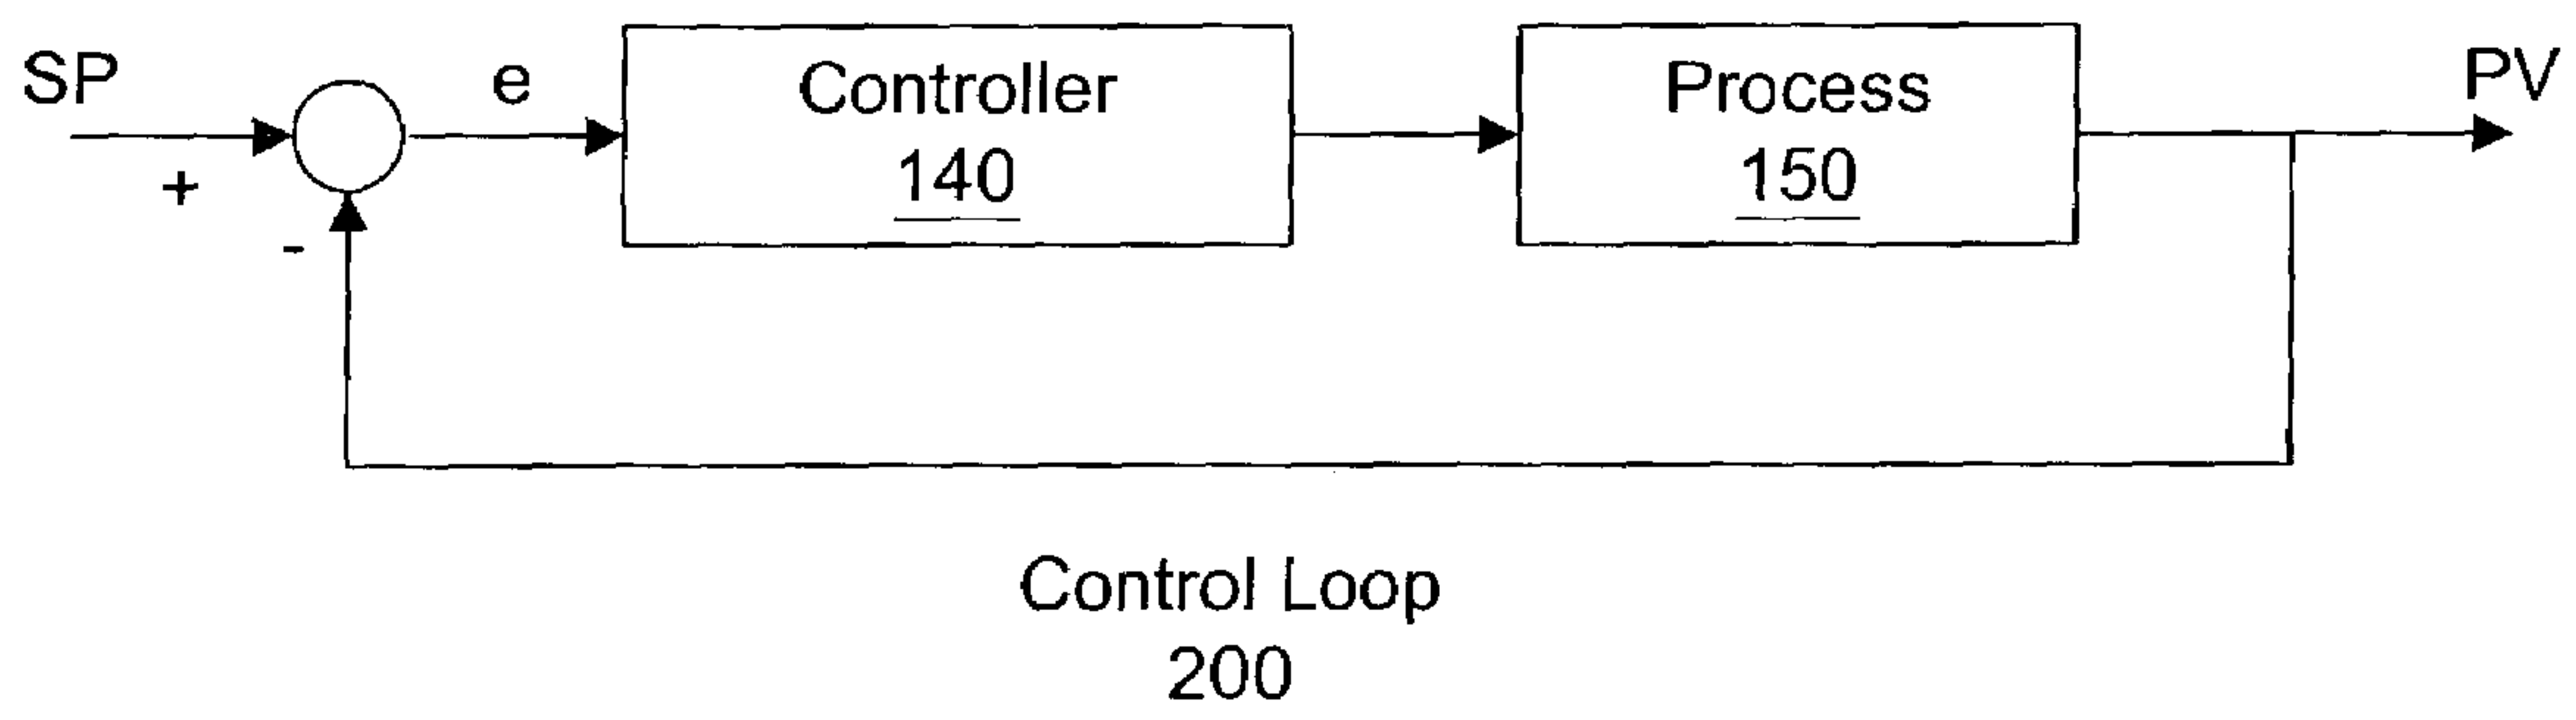 SP
+
-
e
Controller
140
Process
150
PV
Control Loop
200